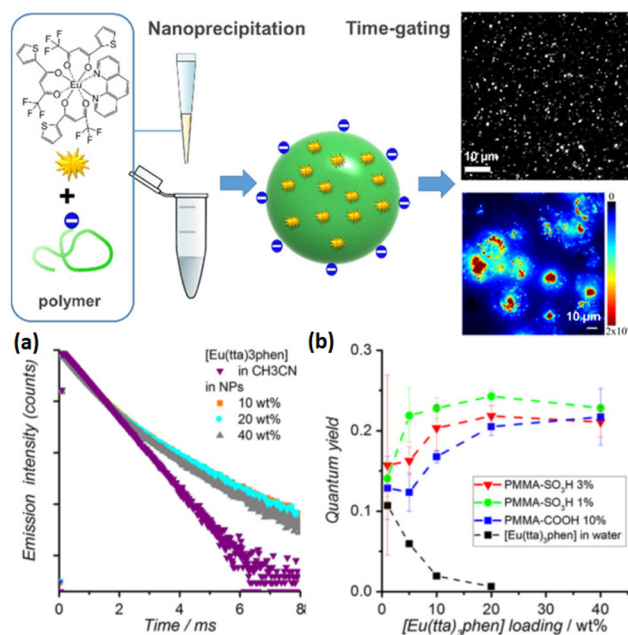 Nanoprecipitation
Time-gating
S
S
F
F
F
O
O
O
O
O
O
Eu
N
N
F
F
F
F
F
F
S
+
polymer
10 µm
0
2x10
10 µm
(a)
[Eu(tta)3phen]
in CH3CN
in NPs
10 wt%
20 wt%
40 wt%
Emission intensity (counts)
0
2
4
6
8
Time / ms
(b)
0.3
0.2
0.1
0.0
Quantum yield
PMMA-SO₃H 3%
PMMA-SO₃H 1%
PMMA-COOH 10%
[Eu(tta)₃phen] in water
0
10
20
30
40
[Eu(tta)₃phen] loading / wt%